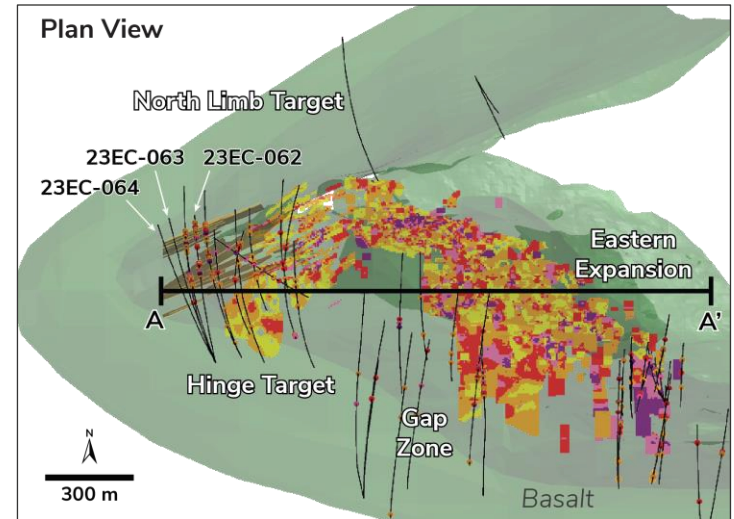 Plan View
North Limb Target
23EC-063
23EC-062
23EC-064
Eastern
Expansion
A
A'
Hinge Target
Gap
Zone
N
300 m
Basalt